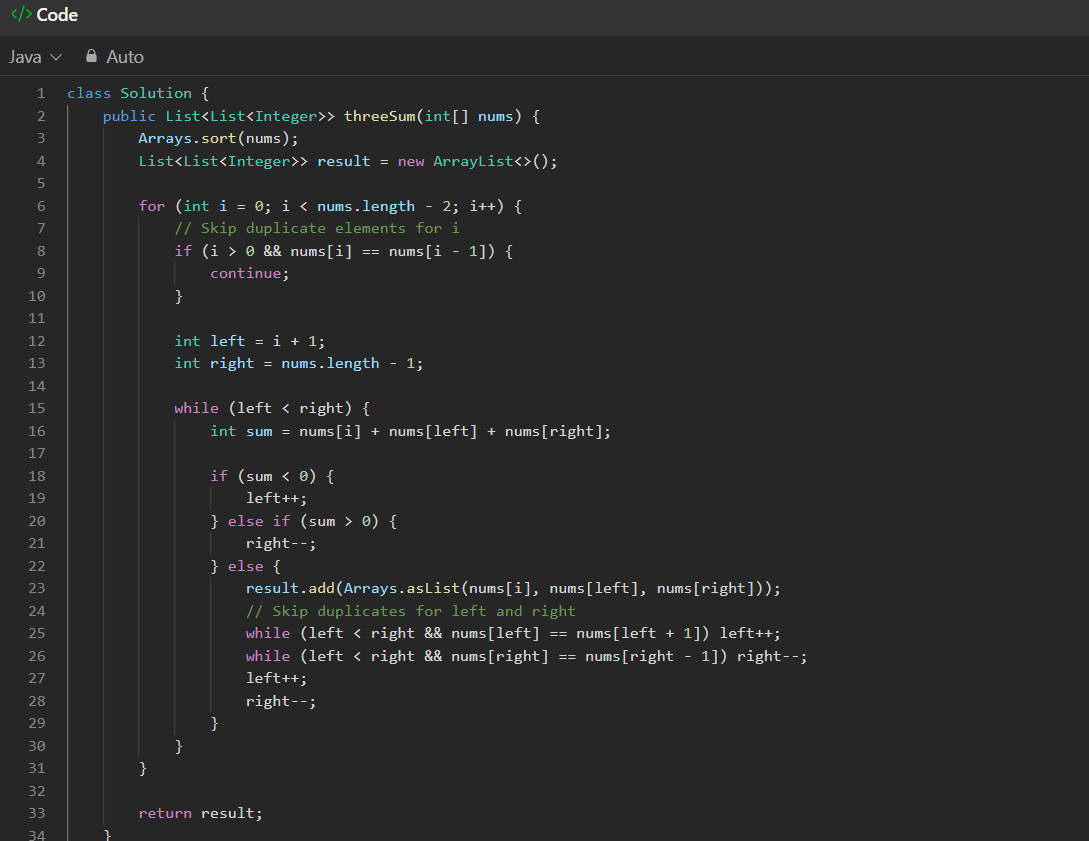 </> Code
Java Auto
1 class Solution {
2 public List<List<Integer>> threeSum(int[] nums) {
3 Arrays.sort(nums);
4 List<List<Integer>> result = new ArrayList<>();
5
6 for (int i = 0; i < nums.length - 2; i++) {
7 // Skip duplicate elements for i
8 if (i > 0 && nums[i] == nums[i - 1]) {
9 continue;
10 }
11
12 int left = i + 1;
13 int right = nums.length - 1;
14
15 while (left < right) {
16 int sum = nums[i] + nums[left] + nums[right];
17
18 if (sum < 0) {
19 left++;
20 } else if (sum > 0) {
21 right--;
22 } else {
23 result.add(Arrays.asList(nums[i], nums[left], nums[right]));
24 // Skip duplicates for left and right
25 while (left < right && nums[left] == nums[left + 1]) left++;
26 while (left < right && nums[right] == nums[right - 1]) right--;
27 left++;
28 right--;
29 }
30 }
31 }
32
33 return result;
34 }